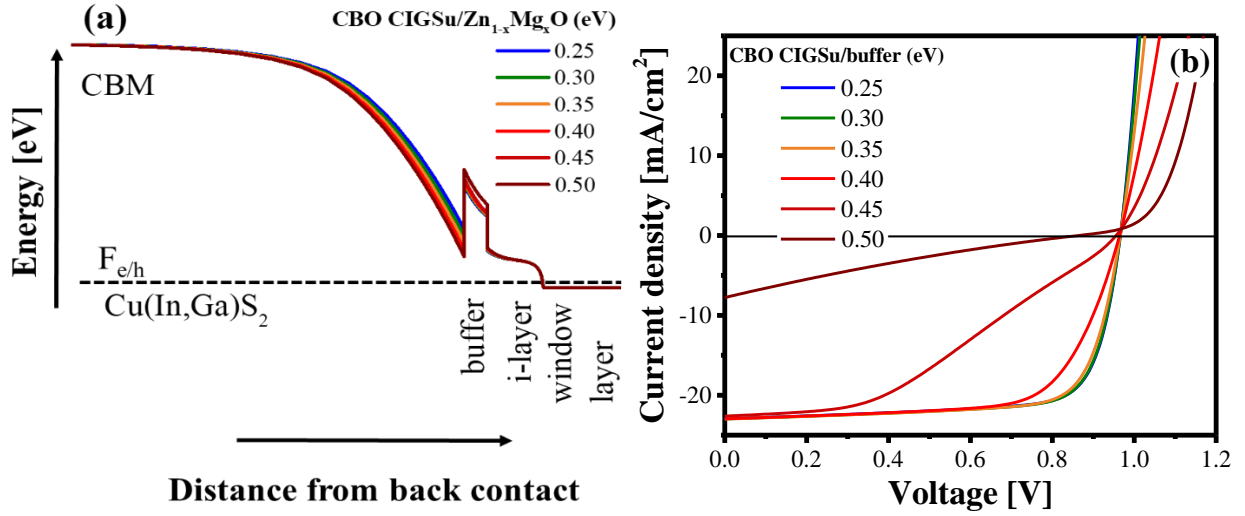 (a)
CBO CIGSu/Zn1-xMgxO (eV)
0.25
0.30
0.35
0.40
0.45
0.50
CBM
Energy [eV]
Fe/h
Cu(In,Ga)S2
buffer
i-layer
window
layer
Distance from back contact
(b)
CBO CIGSu/buffer (eV)
0.25
0.30
0.35
0.40
0.45
0.50
Current density [mA/cm2]
20
10
0
-10
-20
0.0 0.2 0.4 0.6 0.8 1.0 1.2
Voltage [V]